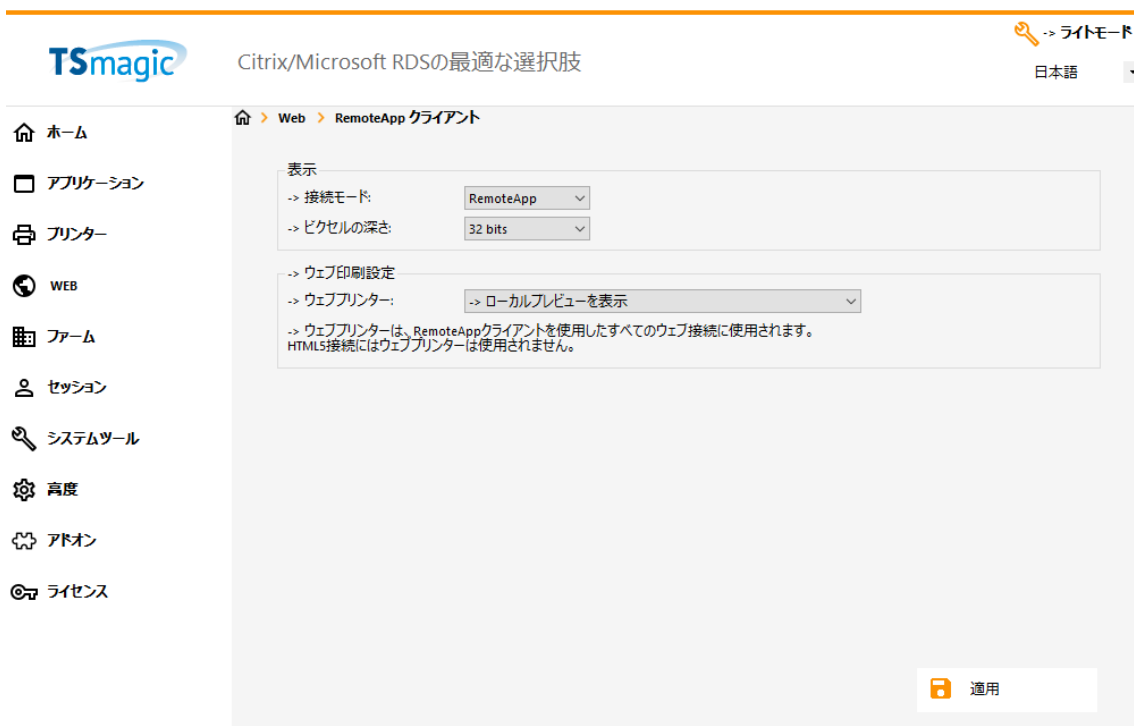 -> ライトモード
TSmagic
Citrix/Microsoft RDSの最適な選択肢
日本語
Web > RemoteApp クライアント
ホーム
アプリケーション
プリンター
WEB
ファーム
セッション
システムツール
高度
アドオン
ライセンス
表示
-> 接続モード:
RemoteApp
-> ピクセルの深さ:
32 bits
-> ウェブ印刷設定
-> ウェブプリンター:
-> ローカルプレビューを表示
-> ウェブプリンターは、RemoteAppクライアントを使用したすべてのウェブ接続に使用されます。
HTML5接続にはウェブプリンターは使用されません。
適用